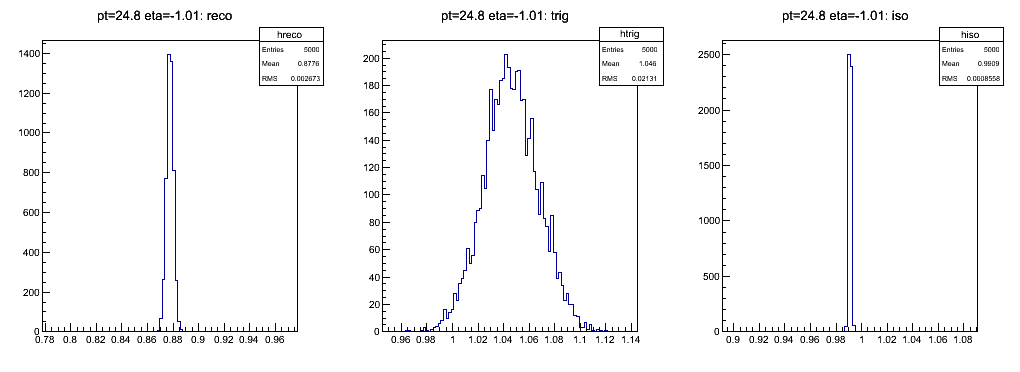 pt=24.8 eta=-1.01: reco
hreco
Entries 5000
Mean 0.8776
RMS 0.002673
1400
1200
1000
800
600
400
200
0
0.78 0.8 0.82 0.84 0.86 0.88 0.9 0.92 0.94 0.96
pt=24.8 eta=-1.01: trig
htrig
Entries 5000
Mean 1.046
RMS 0.02131
200
180
160
140
120
100
80
60
40
20
0
0.96 0.98 1 1.02 1.04 1.06 1.08 1.1 1.12 1.14
pt=24.8 eta=-1.01: iso
hiso
Entries 5000
Mean 0.9909
RMS 0.0008558
2500
2000
1500
1000
500
0
0.9 0.92 0.94 0.96 0.98 1 1.02 1.04 1.06 1.08